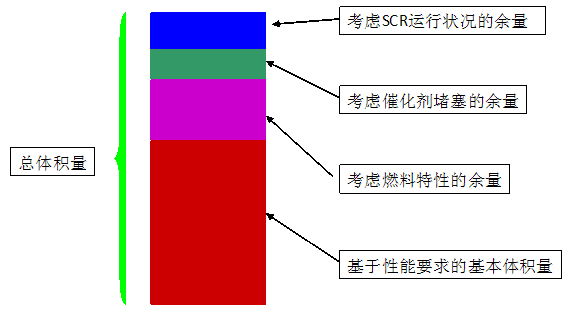 考虑SCR运行状况的余量
考虑催化剂堵塞的余量
总体积量
考虑燃料特性的余量
基于性能要求的基本体积量